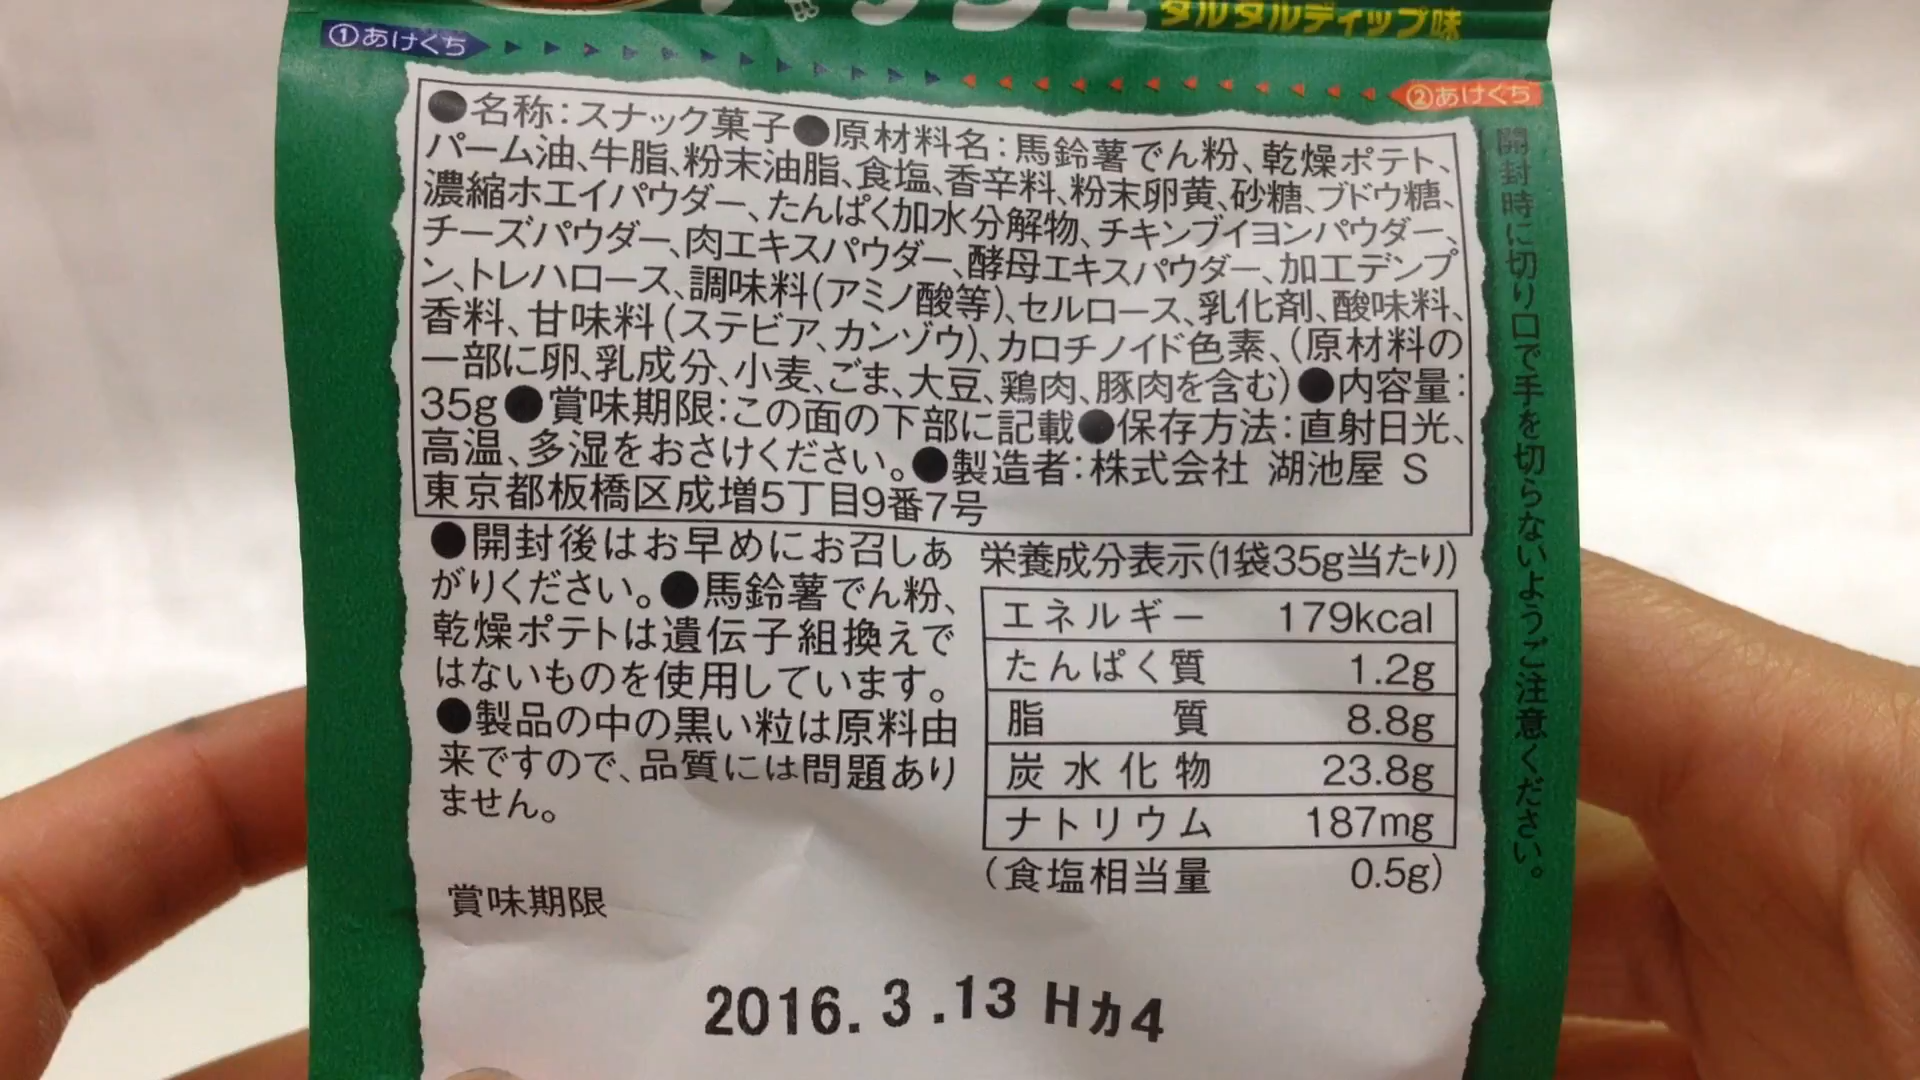 タルタルディップ味
①あけくち
②あけくち
●名称:スナック菓子●原材料名:馬鈴薯でん粉、乾燥ポテト、
パーム油、牛脂、粉末油脂、食塩、香辛料、粉末卵黄、砂糖、ブドウ糖、
濃縮ホエイパウダー、たんぱく加水分解物、チキンブイヨンパウダー、
チーズパウダー、肉エキスパウダー、酵母エキスパウダー、加工デンプ
ン、トレハロース、調味料(アミノ酸等)、セルロース、乳化剤、酸味料、
香料、甘味料(ステビア、カンゾウ)、カロチノイド色素、(原材料の
一部に卵、乳成分、小麦、ごま、大豆、鶏肉、豚肉を含む)●内容量:
35g●賞味期限:この面の下部に記載●保存方法:直射日光、
高温、多湿をおさけください。●製造者:株式会社 湖池屋 S
東京都板橋区成増5丁目9番7号
●開封後はお早めにお召しあ
がりください。●馬鈴薯でん粉、
乾燥ポテトは遺伝子組換えで
はないものを使用しています。
●製品の中の黒い粒は原料由
来ですので、品質には問題あり
ません。
栄養成分表示(1袋35g当たり)
エネルギー 179kcal
たんぱく質 1.2g
脂質 8.8g
炭水化物 23.8g
ナトリウム 187mg
(食塩相当量 0.5g)
賞味期限
2016.3.13 Hカ4
開封時に切り口で手を切らないようご注意ください。